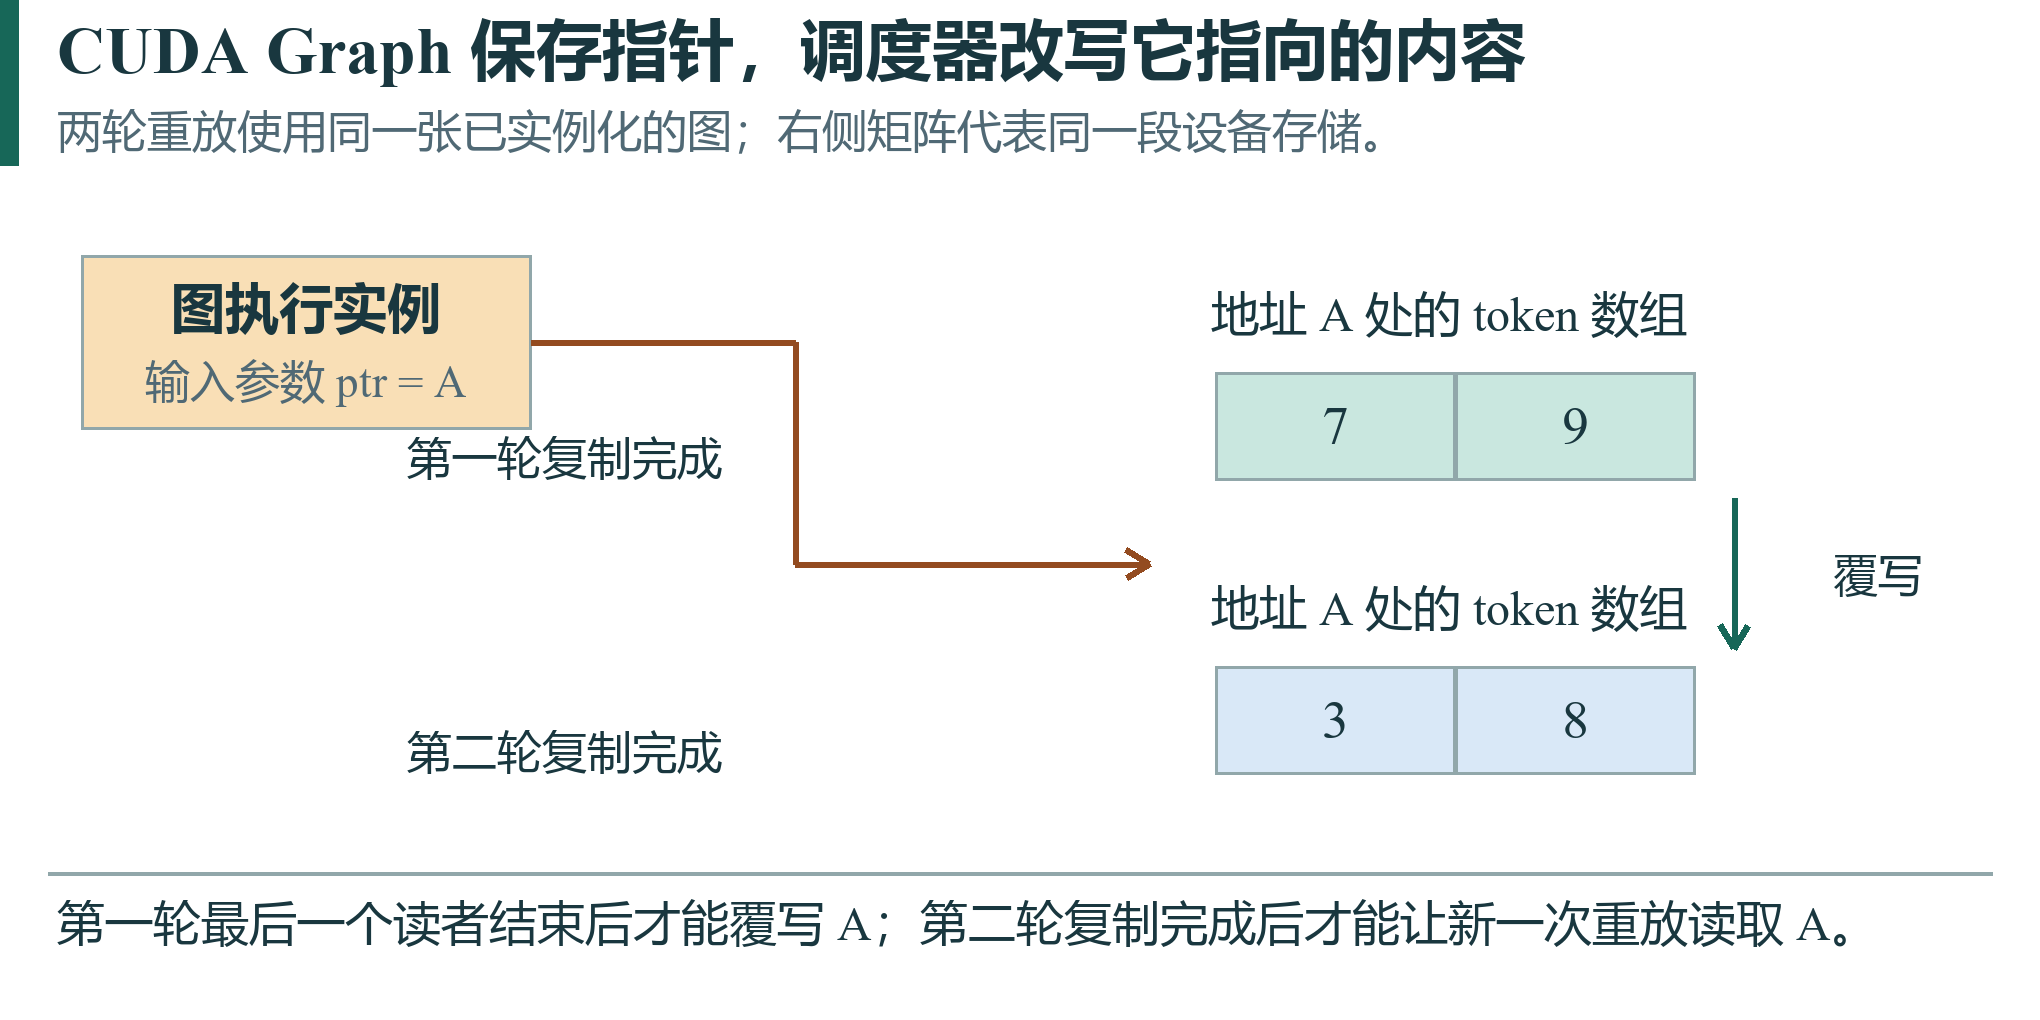 CUDA Graph 保存指针，调度器改写它指向的内容
两轮重放使用同一张已实例化的图；右侧矩阵代表同一段设备存储。
图执行实例
输入参数 ptr = A
第一轮复制完成
地址 A 处的 token 数组
7 9
覆写
地址 A 处的 token 数组
3 8
第二轮复制完成
第一轮最后一个读者结束后才能覆写 A；第二轮复制完成后才能让新一次重放读取 A。